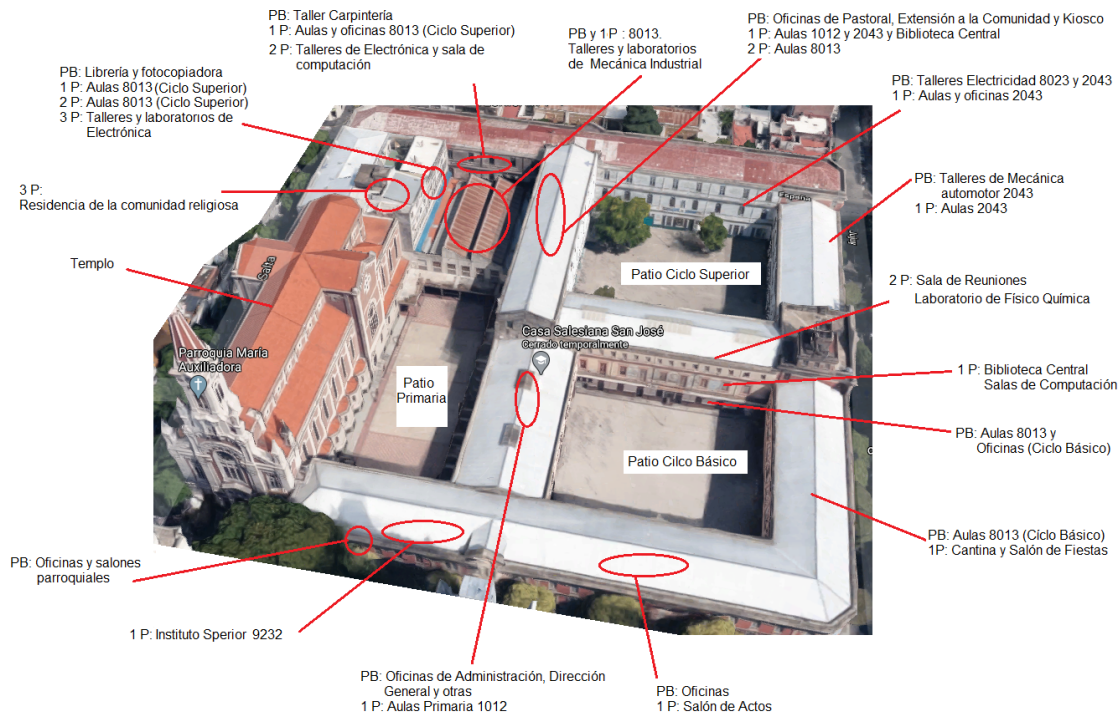 PB: Taller Carpintería
1 P: Aulas y oficinas 8013 (Ciclo Superior)
2 P: Talleres de Electrónica y sala de
computación
PB y 1 P : 8013.
Talleres y laboratorios
de Mecánica Industrial
PB: Oficinas de Pastoral, Extensión a la Comunidad y Kiosco
1 P: Aulas 1012 y 2043 y Biblioteca Central
2 P: Aulas 8013
PB: Librería y fotocopiadora
1 P: Aulas 8013 (Ciclo Superior)
2 P: Aulas 8013 (Ciclo Superior)
3 P: Talleres y laboratorios de
Electrónica
PB: Talleres Electricidad 8023 y 2043
1 P: Aulas y oficinas 2043
3 P:
Residencia de la comunidad religiosa
PB: Talleres de Mecánica
automotor 2043
1 P: Aulas 2043
España
Templo
Salta
Patio Ciclo Superior
2 P: Sala de Reuniones
Laboratorio de Físico Química
Casa Salesiana San José
Cerrado temporalmente
Parroquia María
Auxiliadora
Patio
Primaria
1 P: Biblioteca Central
Salas de Computación
PB: Aulas 8013 y
Oficinas (Ciclo Básico)
Patio Cilco Básico
PB: Aulas 8013 (Cíclo Básico)
1P: Cantina y Salón de Fiestas
PB: Oficinas y salones
parroquiales
1 P: Instituto Sperior 9232
PB: Oficinas de Administración, Dirección
General y otras
1 P: Aulas Primaria 1012
PB: Oficinas
1 P: Salón de Actos